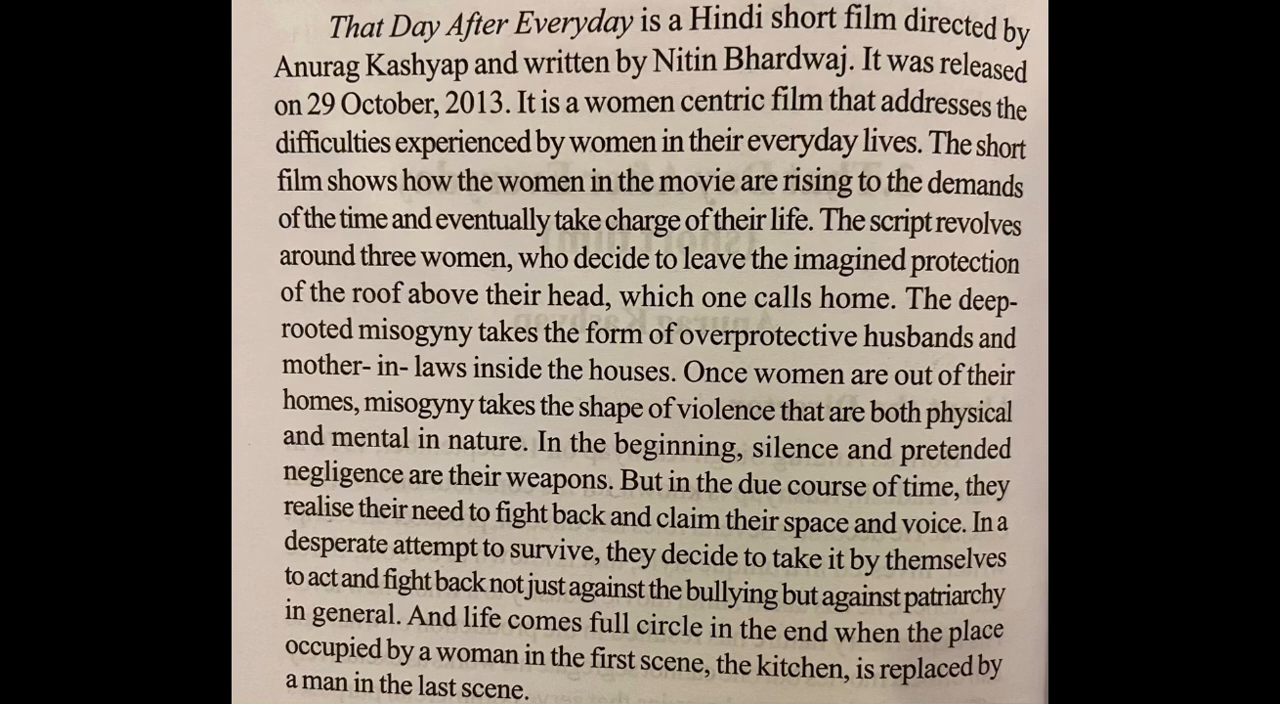 That Day After Everyday is a Hindi short film directed by
Anurag Kashyap and written by Nitin Bhardwaj. It was released
on 29 October, 2013. It is a women centric film that addresses the
difficulties experienced by women in their everyday lives. The short
film shows how the women in the movie are rising to the demands
of the time and eventually take charge of their life. The script revolves
around three women, who decide to leave the imagined protection
of the roof above their head, which one calls home. The deep-
rooted misogyny takes the form of overprotective husbands and
mother- in- laws inside the houses. Once women are out of their
homes, misogyny takes the shape of violence that are both physical
and mental in nature. In the beginning, silence and pretended
negligence are their weapons. But in the due course of time, they
realise their need to fight back and claim their space and voice. In a
desperate attempt to survive, they decide to take it by themselves
to act and fight back not just against the bullying but against patriarchy
in general. And life comes full circle in the end when the place
occupied by a woman in the first scene, the kitchen, is replaced by
a man in the last scene.